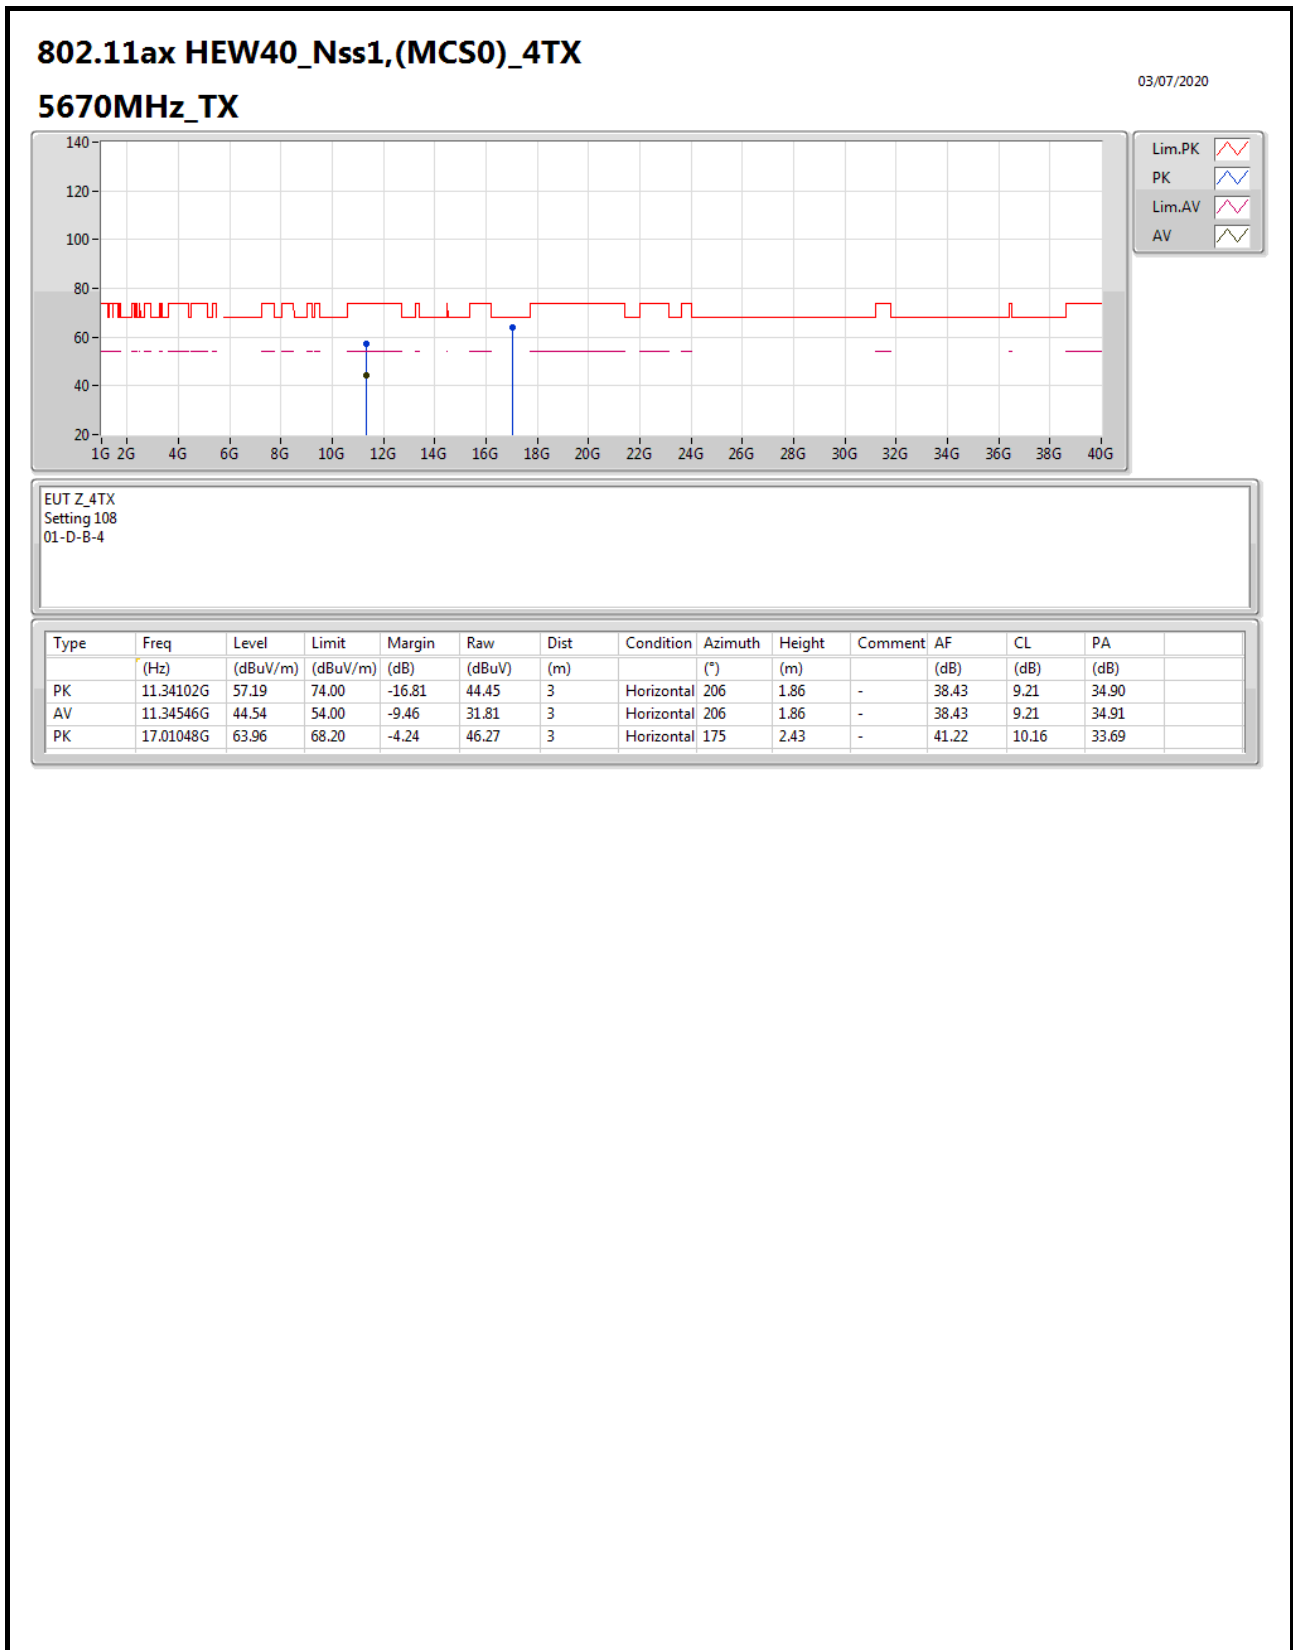 802.11ax HEW40_Nss1,(MCS0)_4TX
03/07/2020
5670MHz_TX
140
120
100
80
60
40
20
1G 2G 4G 6G 8G 10G 12G 14G 16G 18G 20G 22G 24G 26G 28G 30G 32G 34G 36G 38G 40G
Lim.PK
PK
Lim.AV
AV
EUT Z_4TX
Setting 108
01-D-B-4
Type Freq Level Limit Margin Raw Dist Condition Azimuth Height Comment AF CL PA
(Hz) (dBuV/m) (dBuV/m) (dB) (dBuV) (m) (°) (m) (dB) (dB) (dB)
PK 11.34102G 57.19 74.00 -16.81 44.45 3 Horizontal 206 1.86 - 38.43 9.21 34.90
AV 11.34546G 44.54 54.00 -9.46 31.81 3 Horizontal 206 1.86 - 38.43 9.21 34.91
PK 17.01048G 63.96 68.20 -4.24 46.27 3 Horizontal 175 2.43 - 41.22 10.16 33.69